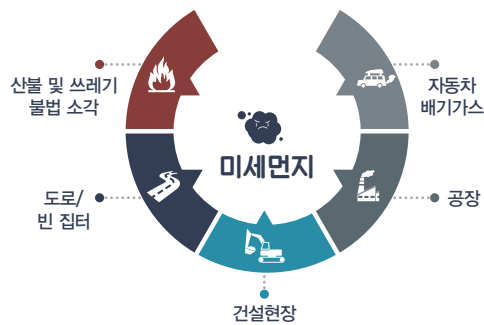 산불 및 쓰레기
불법 소각
자동차
배기가스
미세먼지
도로/
빈 집터
공장
건설현장